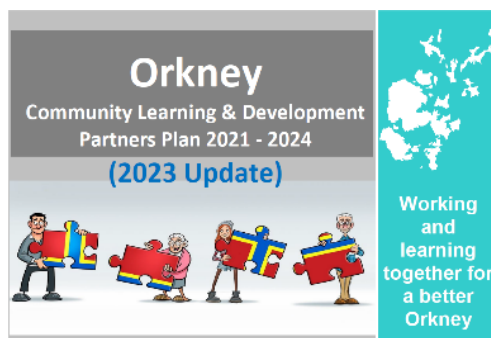 Orkney
Community Learning & Development
Partners Plan 2021 - 2024
(2023 Update)
Working
and
learning
together for
a better
Orkney